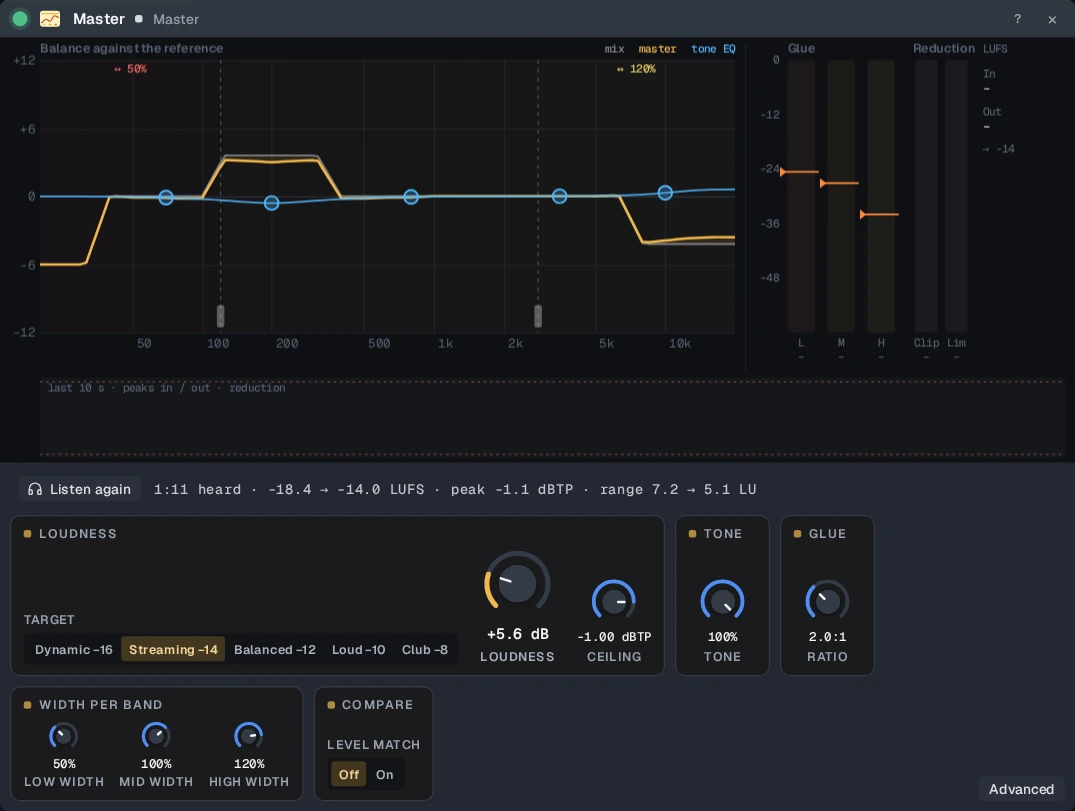 Master Master ? ×
Balance against the reference mix master tone EQ Glue Reduction LUFS
+12 ↔ 50% ↔ 120% 0
In
–
-12
Out
+6 –
→ -14
-24
0
-36
-6
-48
-12
50 100 200 500 1k 2k 5k 10k L M H Clip Lim
– – – – –
last 10 s · peaks in / out · reduction
Listen again 1:11 heard · -18.4 → -14.0 LUFS · peak -1.1 dBTP · range 7.2 → 5.1 LU
LOUDNESS TONE GLUE
TARGET
+5.6 dB -1.00 dBTP 100% 2.0:1
Dynamic –16 Streaming –14 Balanced –12 Loud –10 Club –8
LOUDNESS CEILING TONE RATIO
WIDTH PER BAND COMPARE
LEVEL MATCH
50% 100% 120%
Off On
LOW WIDTH MID WIDTH HIGH WIDTH
Advanced